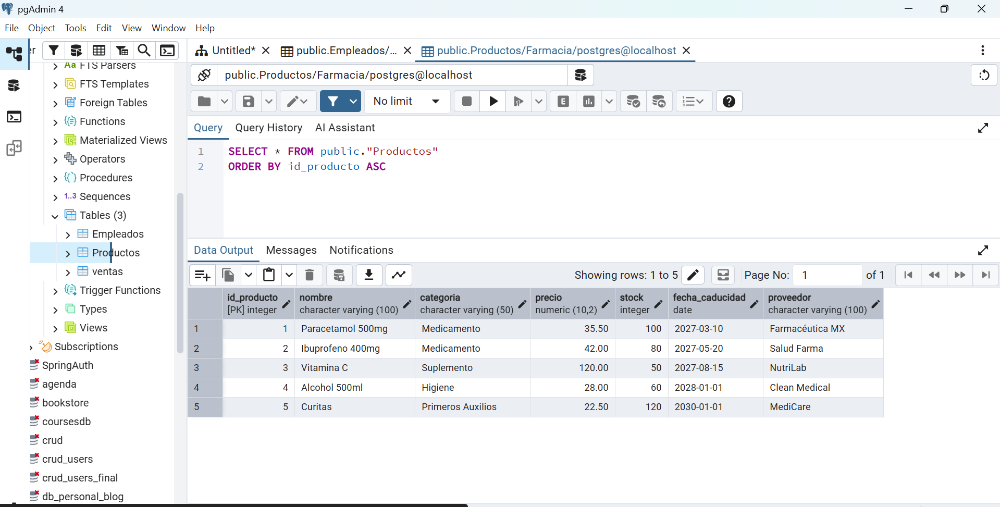 pgAdmin 4
File Object Tools Edit View Window Help
er
Untitled* public.Empleados/... public.Productos/Farmacia/postgres@localhost
public.Productos/Farmacia/postgres@localhost
No limit
E
Query Query History AI Assistant
1 SELECT * FROM public."Productos"
2 ORDER BY id_producto ASC
Aa FTS Parsers
FTS Templates
Foreign Tables
Functions
Materialized Views
Operators
Procedures
1..3 Sequences
Tables (3)
Empleados
Productos
ventas
Trigger Functions
Types
Views
Subscriptions
SpringAuth
agenda
bookstore
coursesdb
crud
crud_users
crud_users_final
db_personal_blog
Data Output Messages Notifications
Showing rows: 1 to 5 Page No: 1 of 1
id_producto nombre categoria precio stock fecha_caducidad proveedor
[PK] integer character varying (100) character varying (50) numeric (10,2) integer date character varying (100)
1 1 Paracetamol 500mg Medicamento 35.50 100 2027-03-10 Farmacéutica MX
2 2 Ibuprofeno 400mg Medicamento 42.00 80 2027-05-20 Salud Farma
3 3 Vitamina C Suplemento 120.00 50 2027-08-15 NutriLab
4 4 Alcohol 500ml Higiene 28.00 60 2028-01-01 Clean Medical
5 5 Curitas Primeros Auxilios 22.50 120 2030-01-01 MediCare